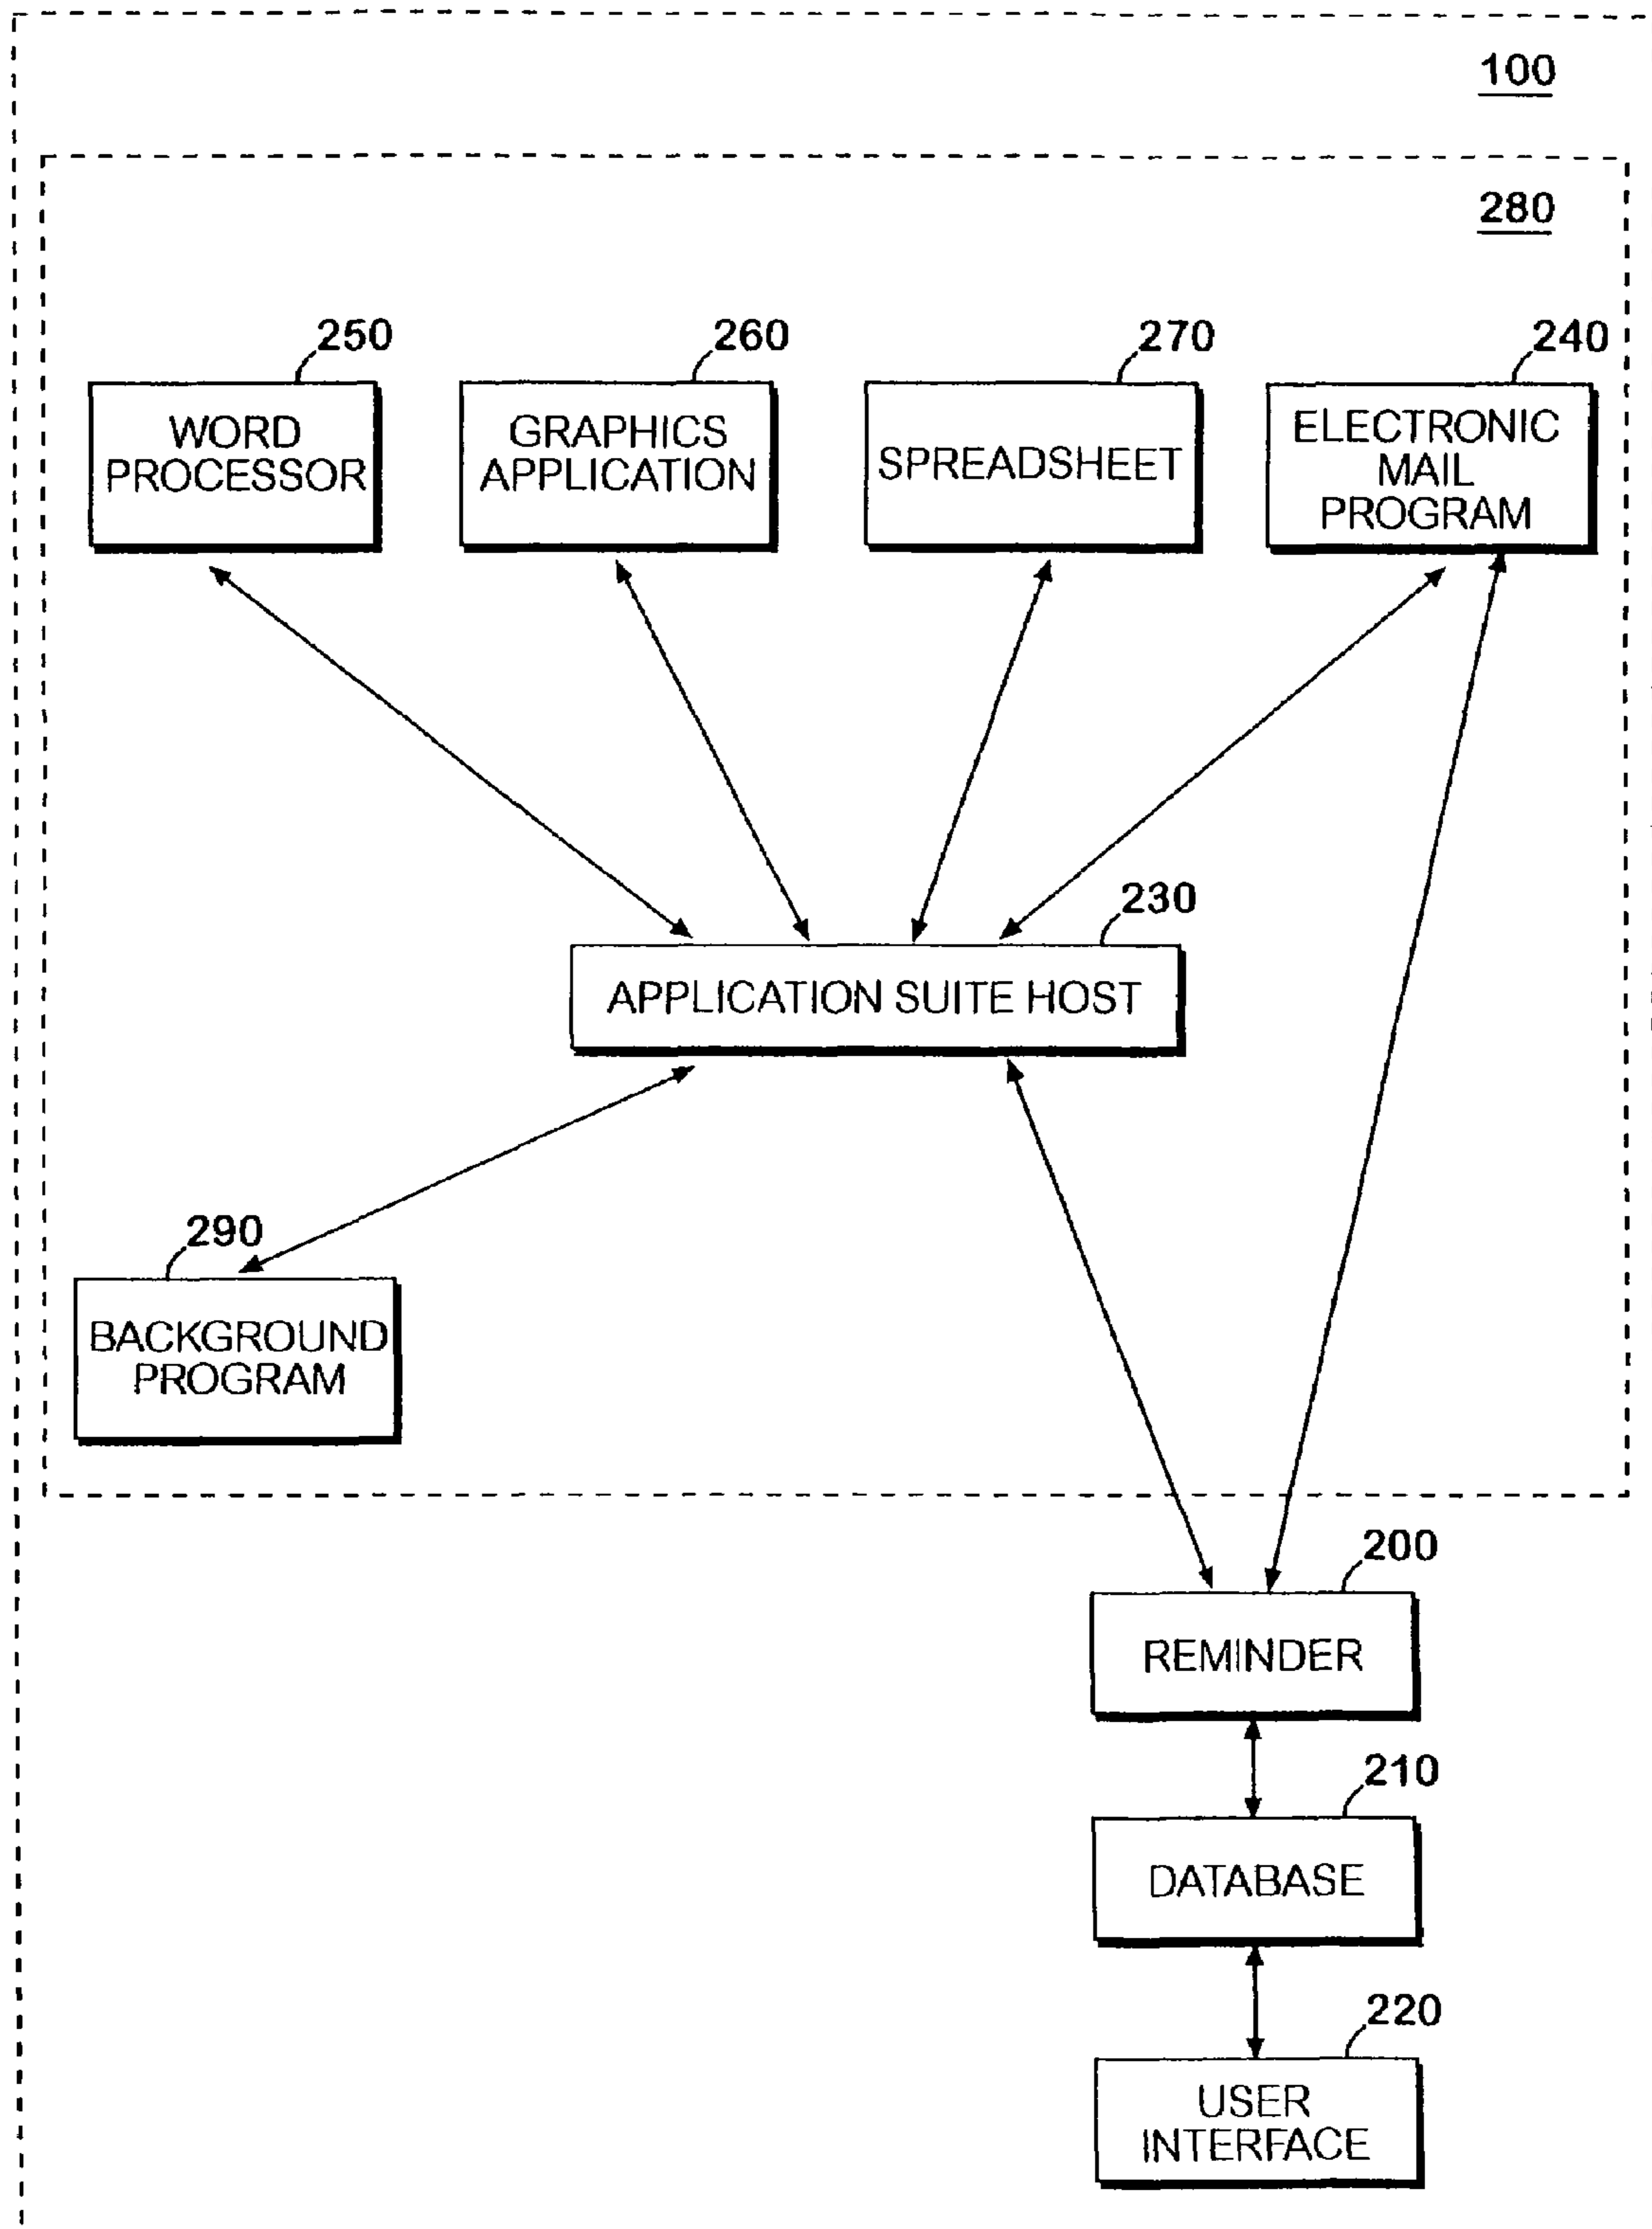 100
280
250
WORD
PROCESSOR
260
GRAPHICS
APPLICATION
270
SPREADSHEET
240
ELECTRONIC
MAIL
PROGRAM
230
APPLICATION SUITE HOST
290
BACKGROUND
PROGRAM
200
REMINDER
210
DATABASE
220
USER
INTERFACE